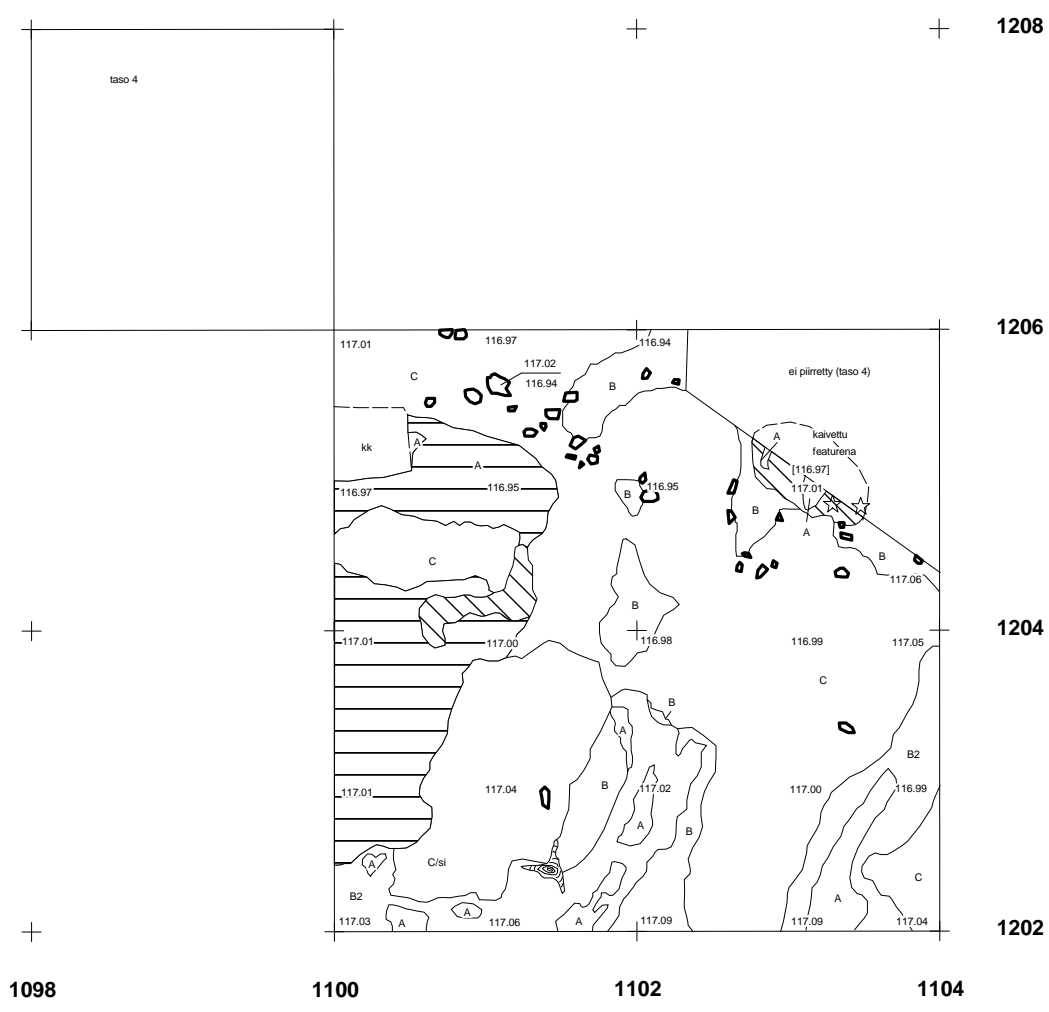 1208
taso 4
1206
117.01
116.97
116.94
117.02
ei piirretty (taso 4)
C
116.94
B
kk
A
A
A
kaivettu
featurena
[116.97]
116.97
116.95
B
116.95
117.01
B
A
C
B
117.06
B
1204
117.01
117.00
116.98
116.99
117.05
C
B
A
B2
117.01
117.04
B
117.02
117.00
116.99
A
B
A
C/si
C
B2
A
A
A
A
117.03
117.06
117.09
117.09
117.04
1202
1098
1100
1102
1104